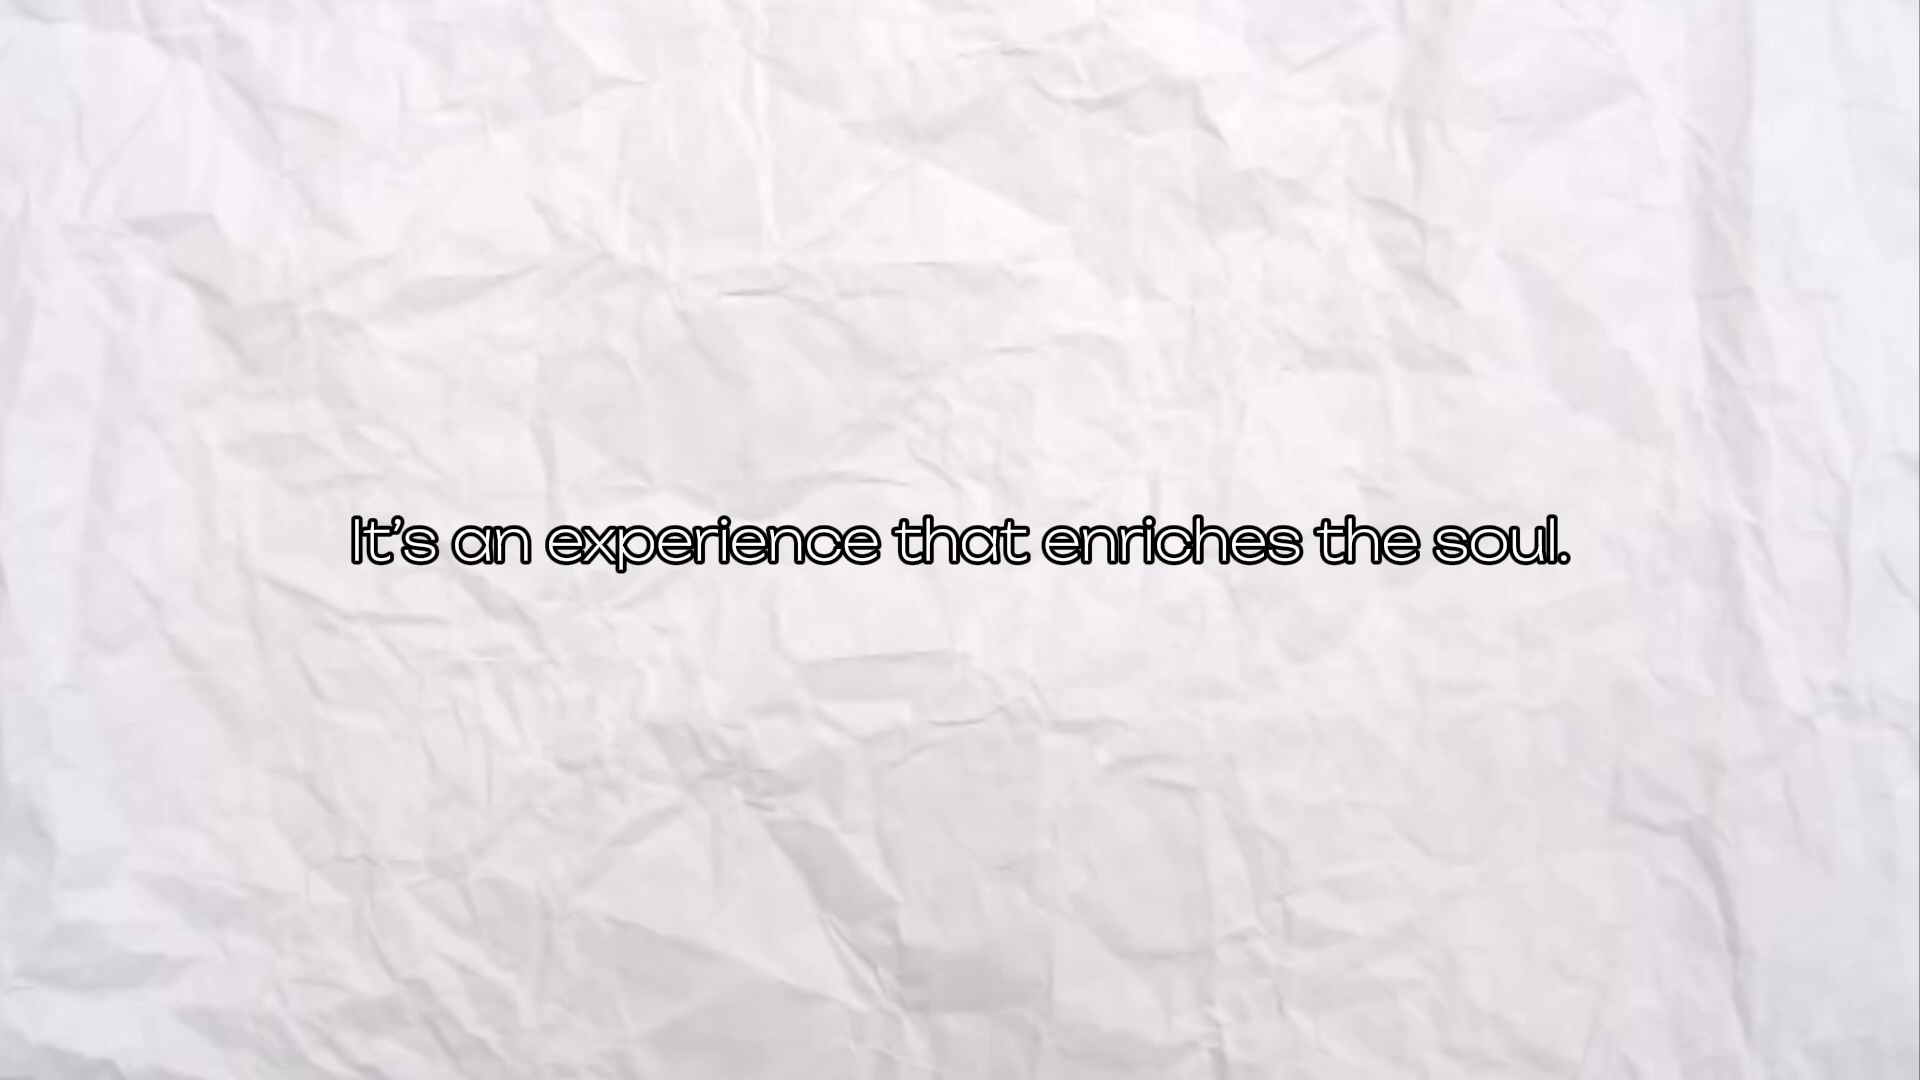 It’s an experience that enriches the soul.